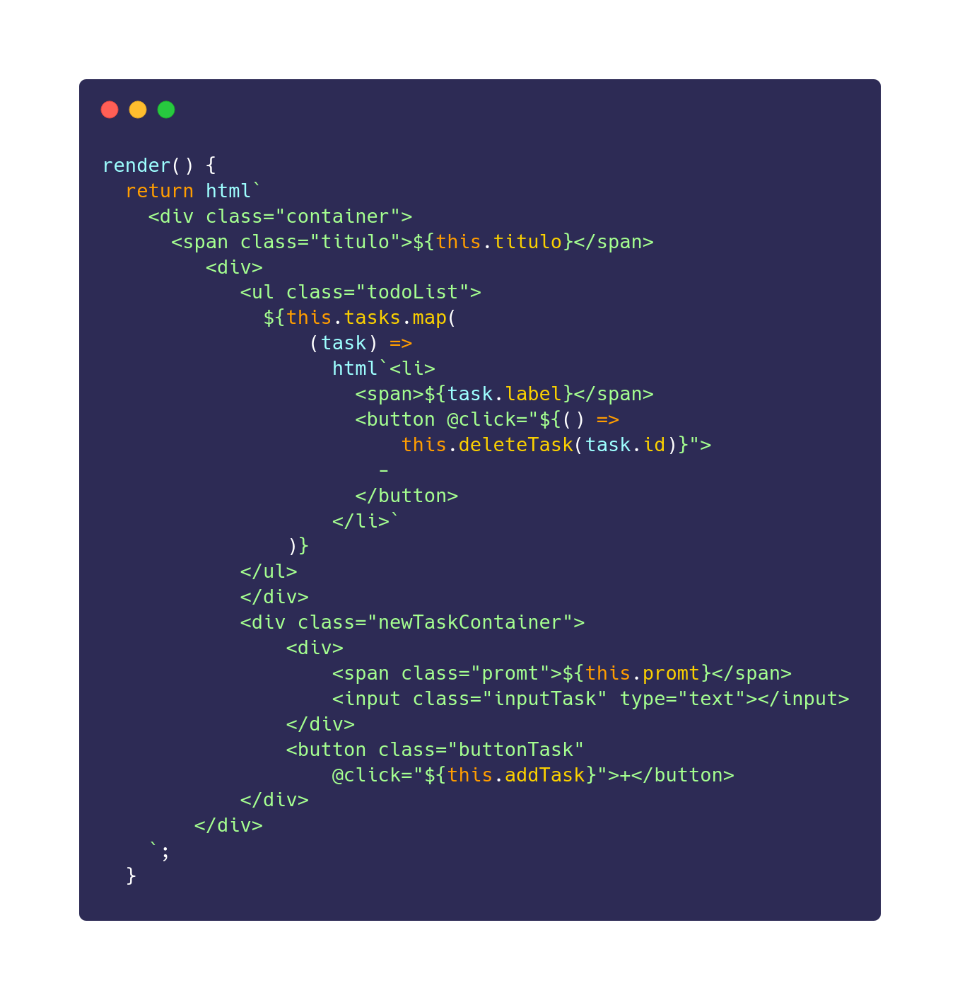 render() {
  return html`
    <div class="container">
      <span class="titulo">${this.titulo}</span>
         <div>
            <ul class="todoList">
              ${this.tasks.map(
                  (task) =>
                    html`<li>
                      <span>${task.label}</span>
                      <button @click="${() =>
                          this.deleteTask(task.id)}">
                        -
                      </button>
                    </li>`
                )}
            </ul>
            </div>
            <div class="newTaskContainer">
                <div>
                    <span class="promt">${this.promt}</span>
                    <input class="inputTask" type="text"></input>
                </div>
                <button class="buttonTask"
                    @click="${this.addTask}">+</button>
            </div>
        </div>
    `;
  }